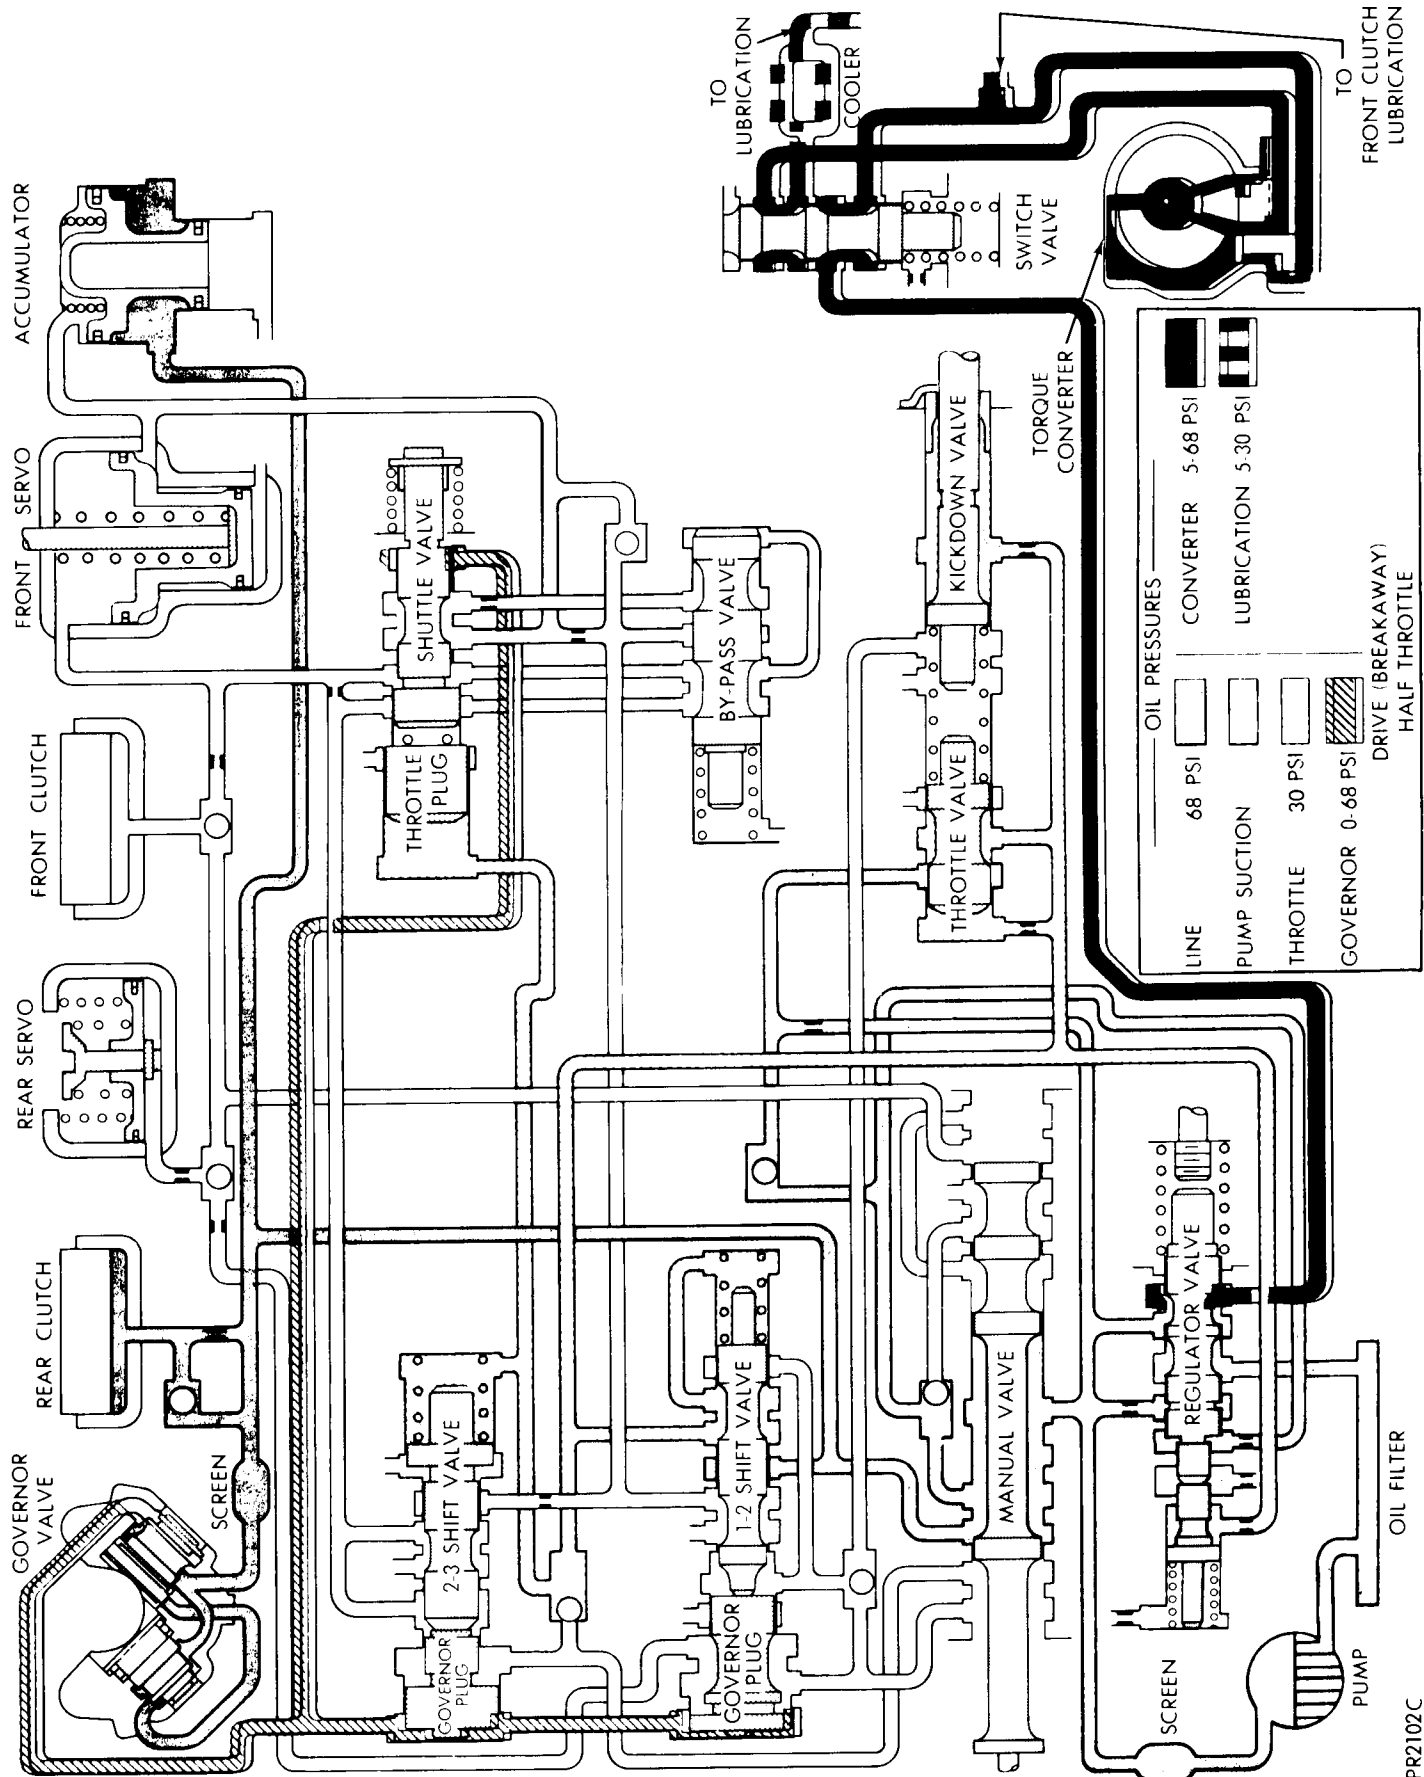 GOVERNOR
VALVE
REAR CLUTCH
REAR SERVO
FRONT CLUTCH
FRONT SERVO
ACCUMULATOR
SCREEN
GOVERNOR
PLUG
2-3 SHIFT VALVE
THROTTLE
PLUG
SHUTTLE VALVE
GOVERNOR
PLUG
1-2 SHIFT VALVE
BY-PASS VALVE
TO
LUBRICATION
COOLER
MANUAL VALVE
THROTTLE VALVE
KICKDOWN VALVE
SWITCH
VALVE
TORQUE
CONVERTER
SCREEN
REGULATOR VALVE
PUMP
OIL FILTER
TO
FRONT CLUTCH
LUBRICATION
OIL PRESSURES
LINE 68 PSI
CONVERTER 5-68 PSI
PUMP SUCTION
LUBRICATION 5-30 PSI
THROTTLE 30 PSI
GOVERNOR 0-68 PSI
DRIVE (BREAKAWAY)
HALF THROTTLE
PR2102C